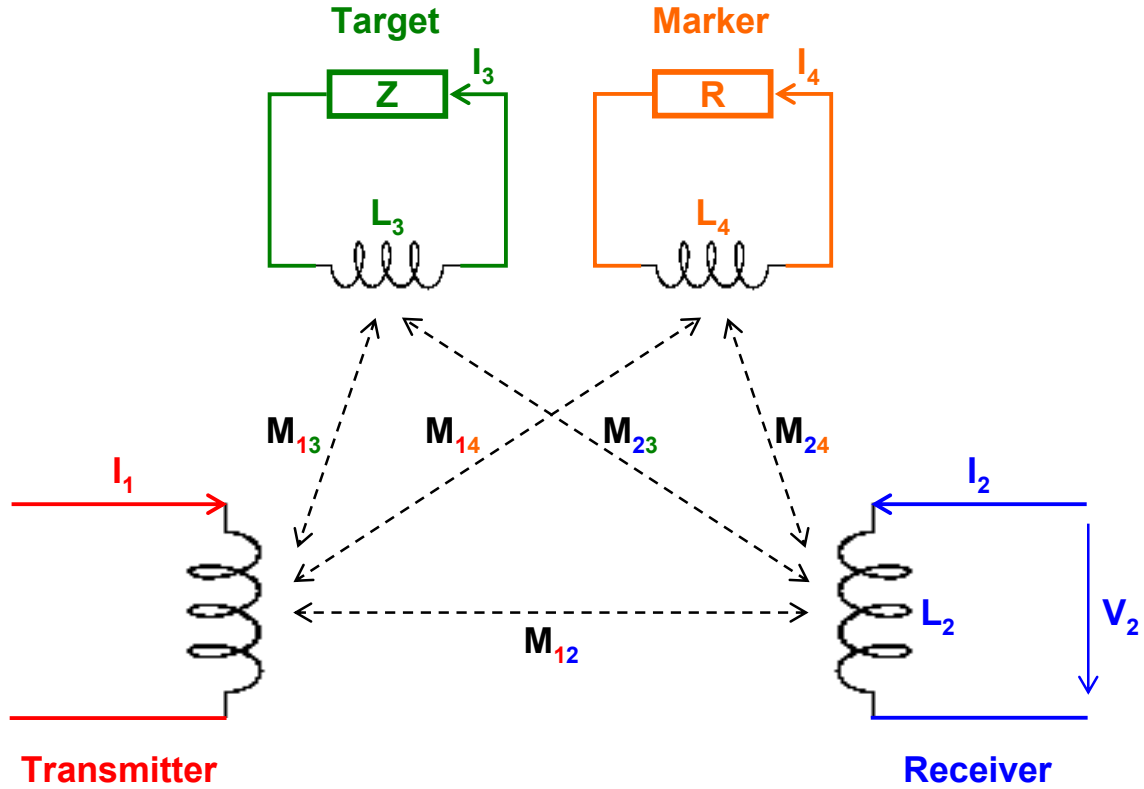 Target Marker
I3 I4
Z R
L3 L4
M13 M14 M23 M24
I1 I2
L2 V2
M12
Transmitter Receiver